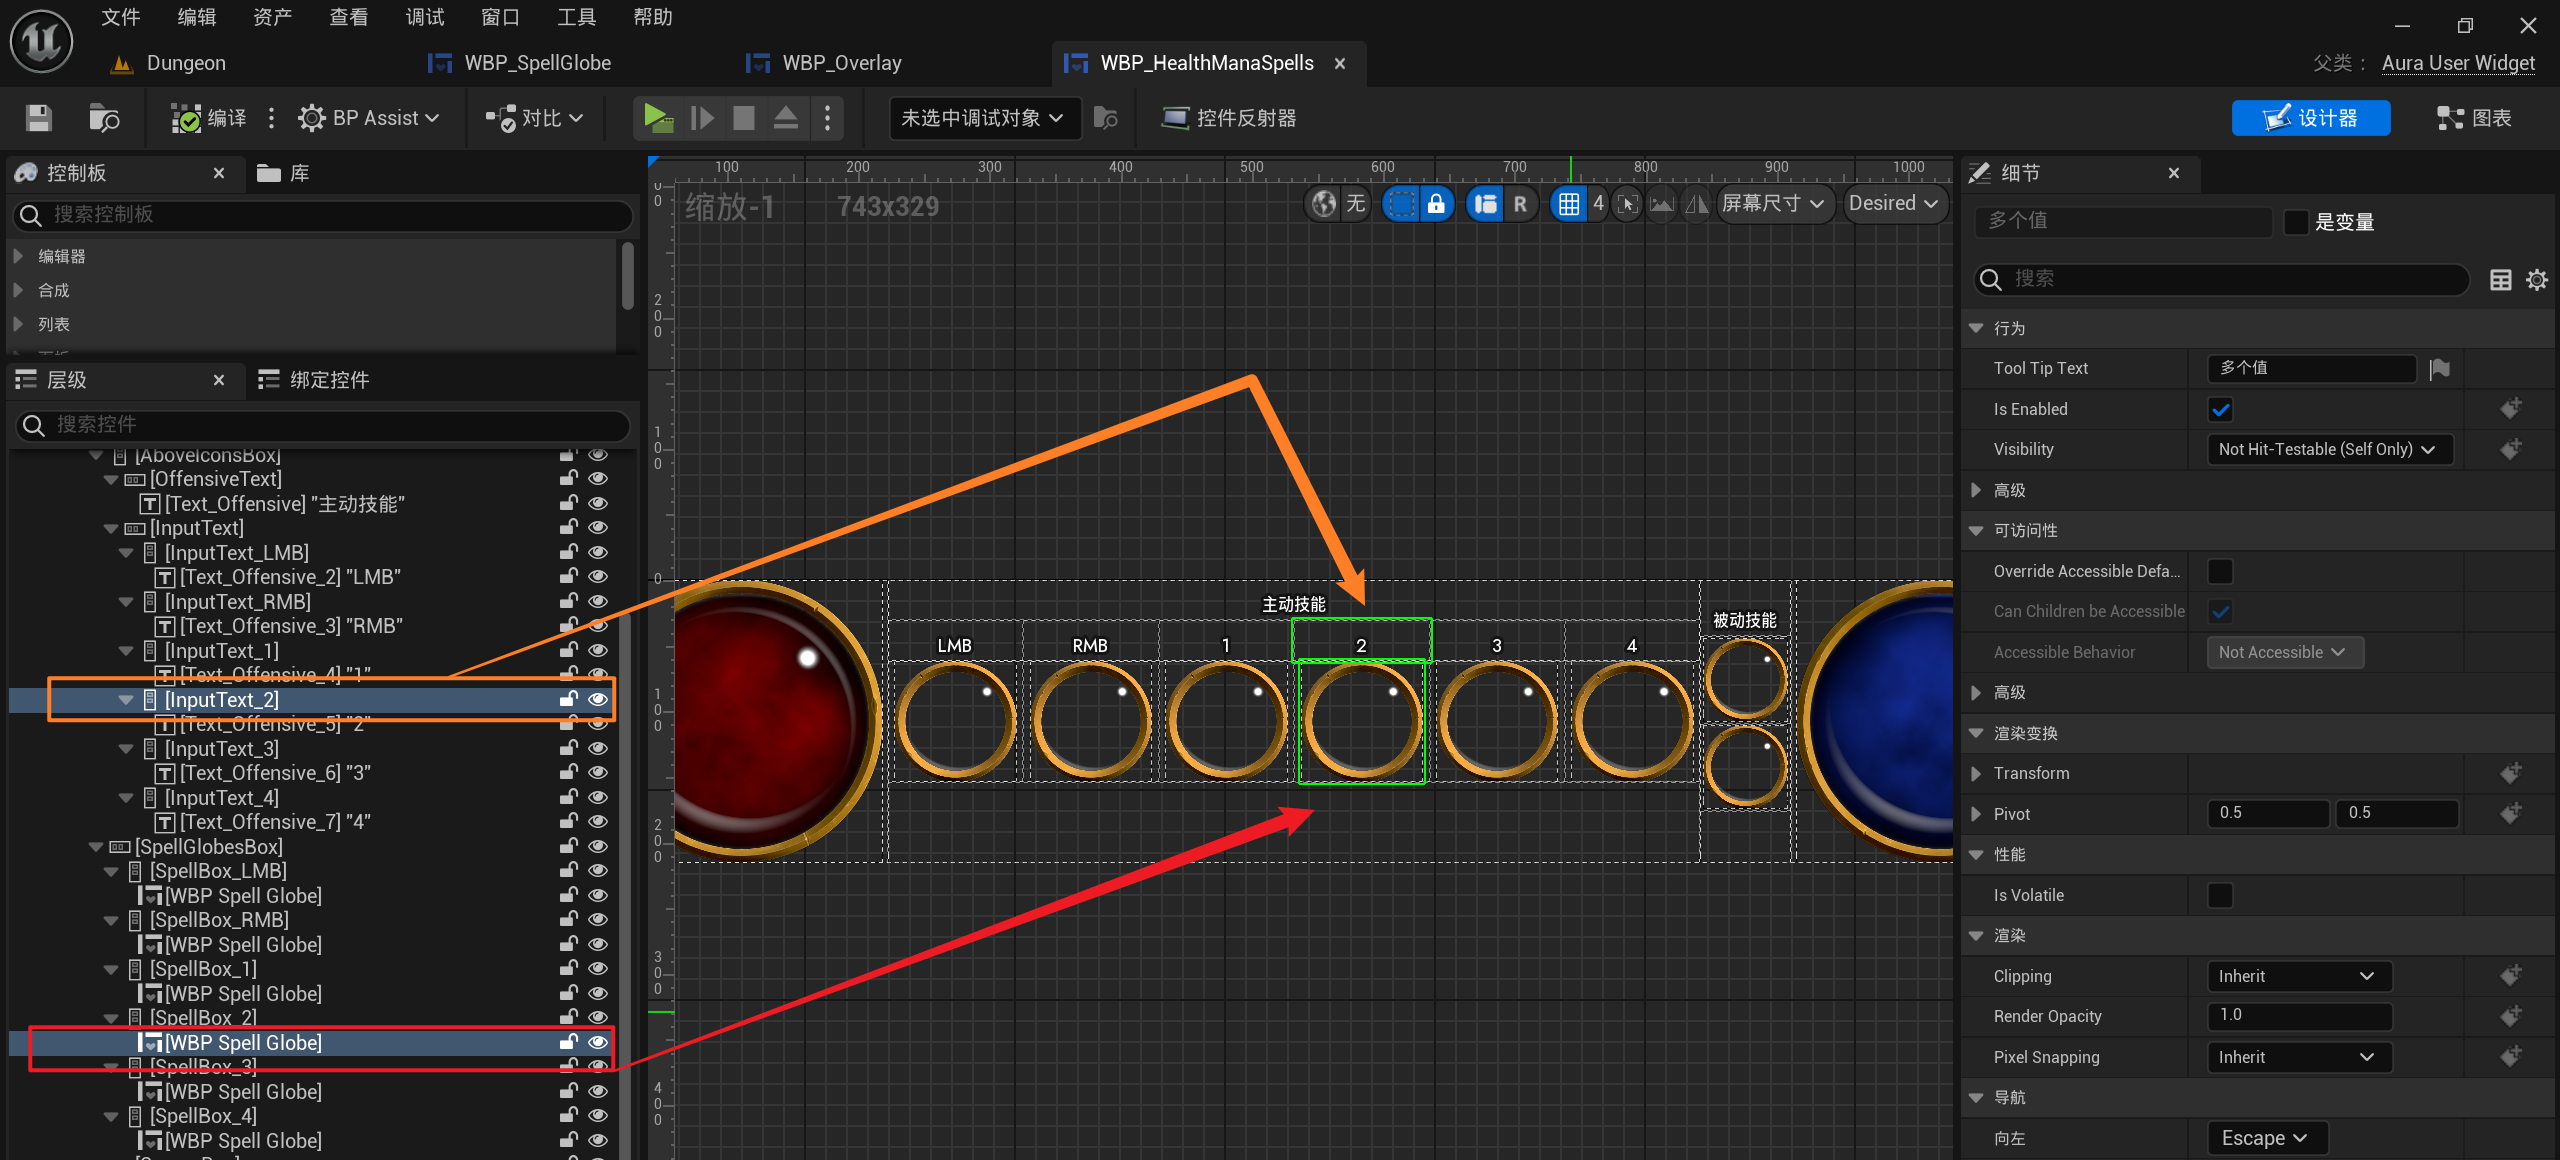 文件 编辑 资产 查看 调试 窗口 工具 帮助
Dungeon WBP_SpellGlobe WBP_Overlay WBP_HealthManaSpells
父类： Aura User Widget
编译 BP Assist 对比 未选中调试对象 控件反射器 设计器 图表
控制板 库
搜索控制板
编辑器
合成
列表
层级 绑定控件
搜索控件
[AboveIconsBox]
[OffensiveText]
[Text_Offensive] "主动技能"
[InputText]
[InputText_LMB]
[Text_Offensive_2] "LMB"
[InputText_RMB]
[Text_Offensive_3] "RMB"
[InputText_1]
[Text_Offensive_4] "1"
[InputText_2]
[Text_Offensive_5] "2"
[InputText_3]
[Text_Offensive_6] "3"
[InputText_4]
[Text_Offensive_7] "4"
[SpellGlobesBox]
[SpellBox_LMB]
[WBP Spell Globe]
[SpellBox_RMB]
[WBP Spell Globe]
[SpellBox_1]
[WBP Spell Globe]
[SpellBox_2]
[WBP Spell Globe]
[SpellBox_3]
[WBP Spell Globe]
[SpellBox_4]
[WBP Spell Globe]
100 200 300 400 500 600 700 800 900 1000
缩放-1 743x329
无 R 4 屏幕尺寸 Desired
0
200
100
0
100
200
300
400
主动技能
被动技能
LMB RMB 1 2 3 4
细节
多个值 是变量
搜索
行为
Tool Tip Text 多个值
Is Enabled
Visibility Not Hit-Testable (Self Only)
高级
可访问性
Override Accessible Defa...
Can Children be Accessible
Accessible Behavior Not Accessible
高级
渲染变换
Transform
Pivot 0.5 0.5
性能
Is Volatile
渲染
Clipping Inherit
Render Opacity 1.0
Pixel Snapping Inherit
导航
向左 Escape